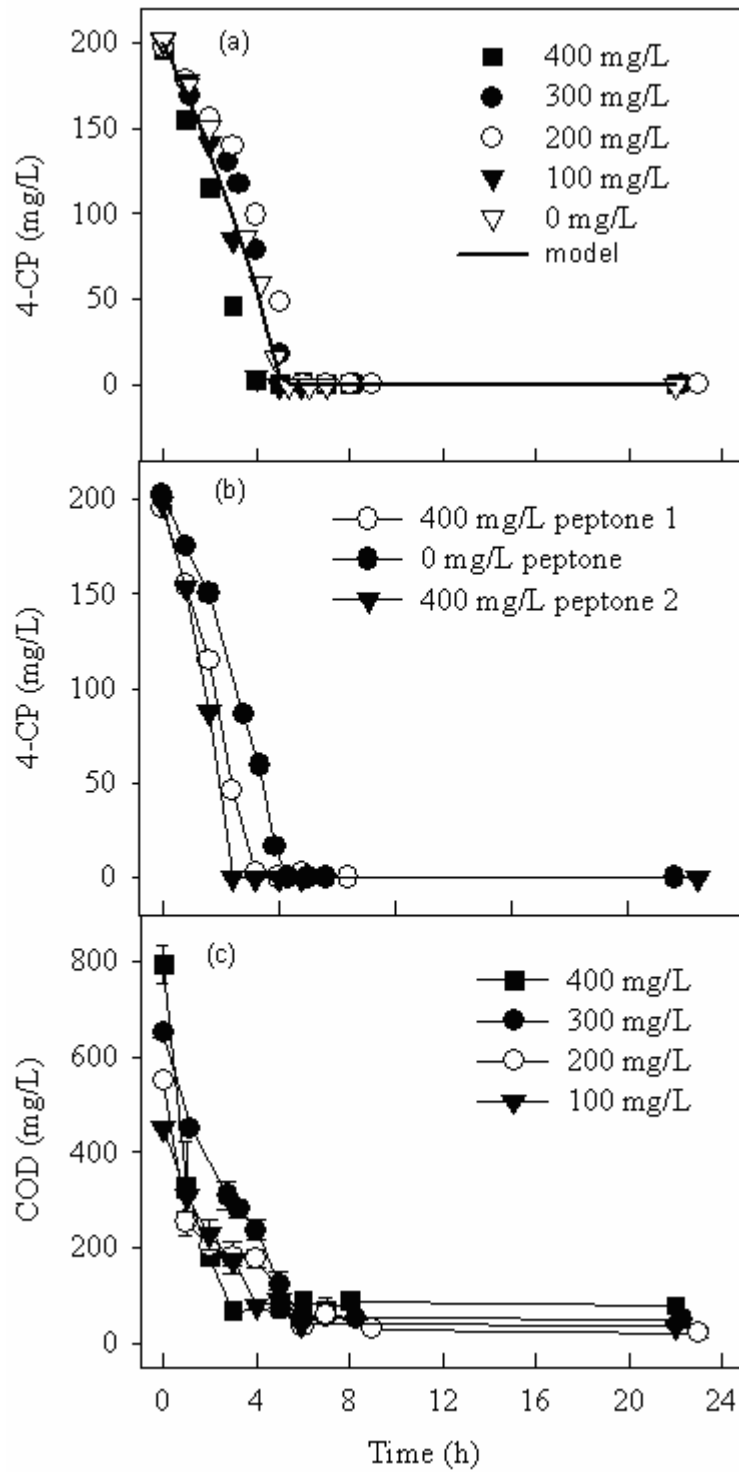 (a)
200
150
100
50
0
4-CP (mg/L)
400 mg/L
300 mg/L
200 mg/L
100 mg/L
0 mg/L
model
(b)
200
150
100
50
0
4-CP (mg/L)
400 mg/L peptone 1
0 mg/L peptone
400 mg/L peptone 2
(c)
800
600
400
200
0
COD (mg/L)
400 mg/L
300 mg/L
200 mg/L
100 mg/L
0 4 8 12 16 20 24
Time (h)